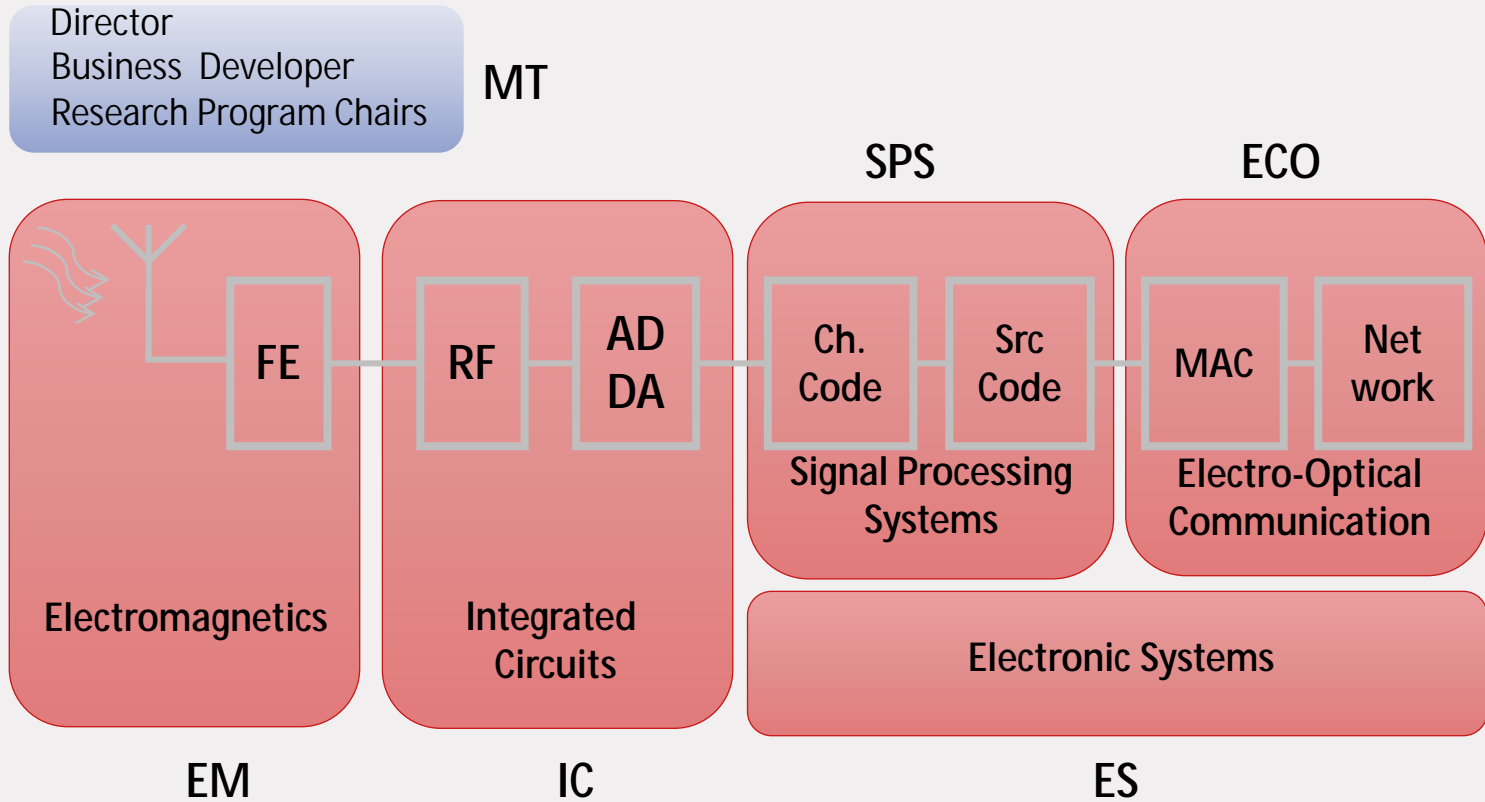 Director
Business Developer
Research Program Chairs
MT
SPS
ECO
FE
RF
AD
DA
Ch.
Code
Src
Code
MAC
Net
work
Signal Processing
Systems
Electro-Optical
Communication
Electromagnetics
Integrated
Circuits
Electronic Systems
EM
IC
ES